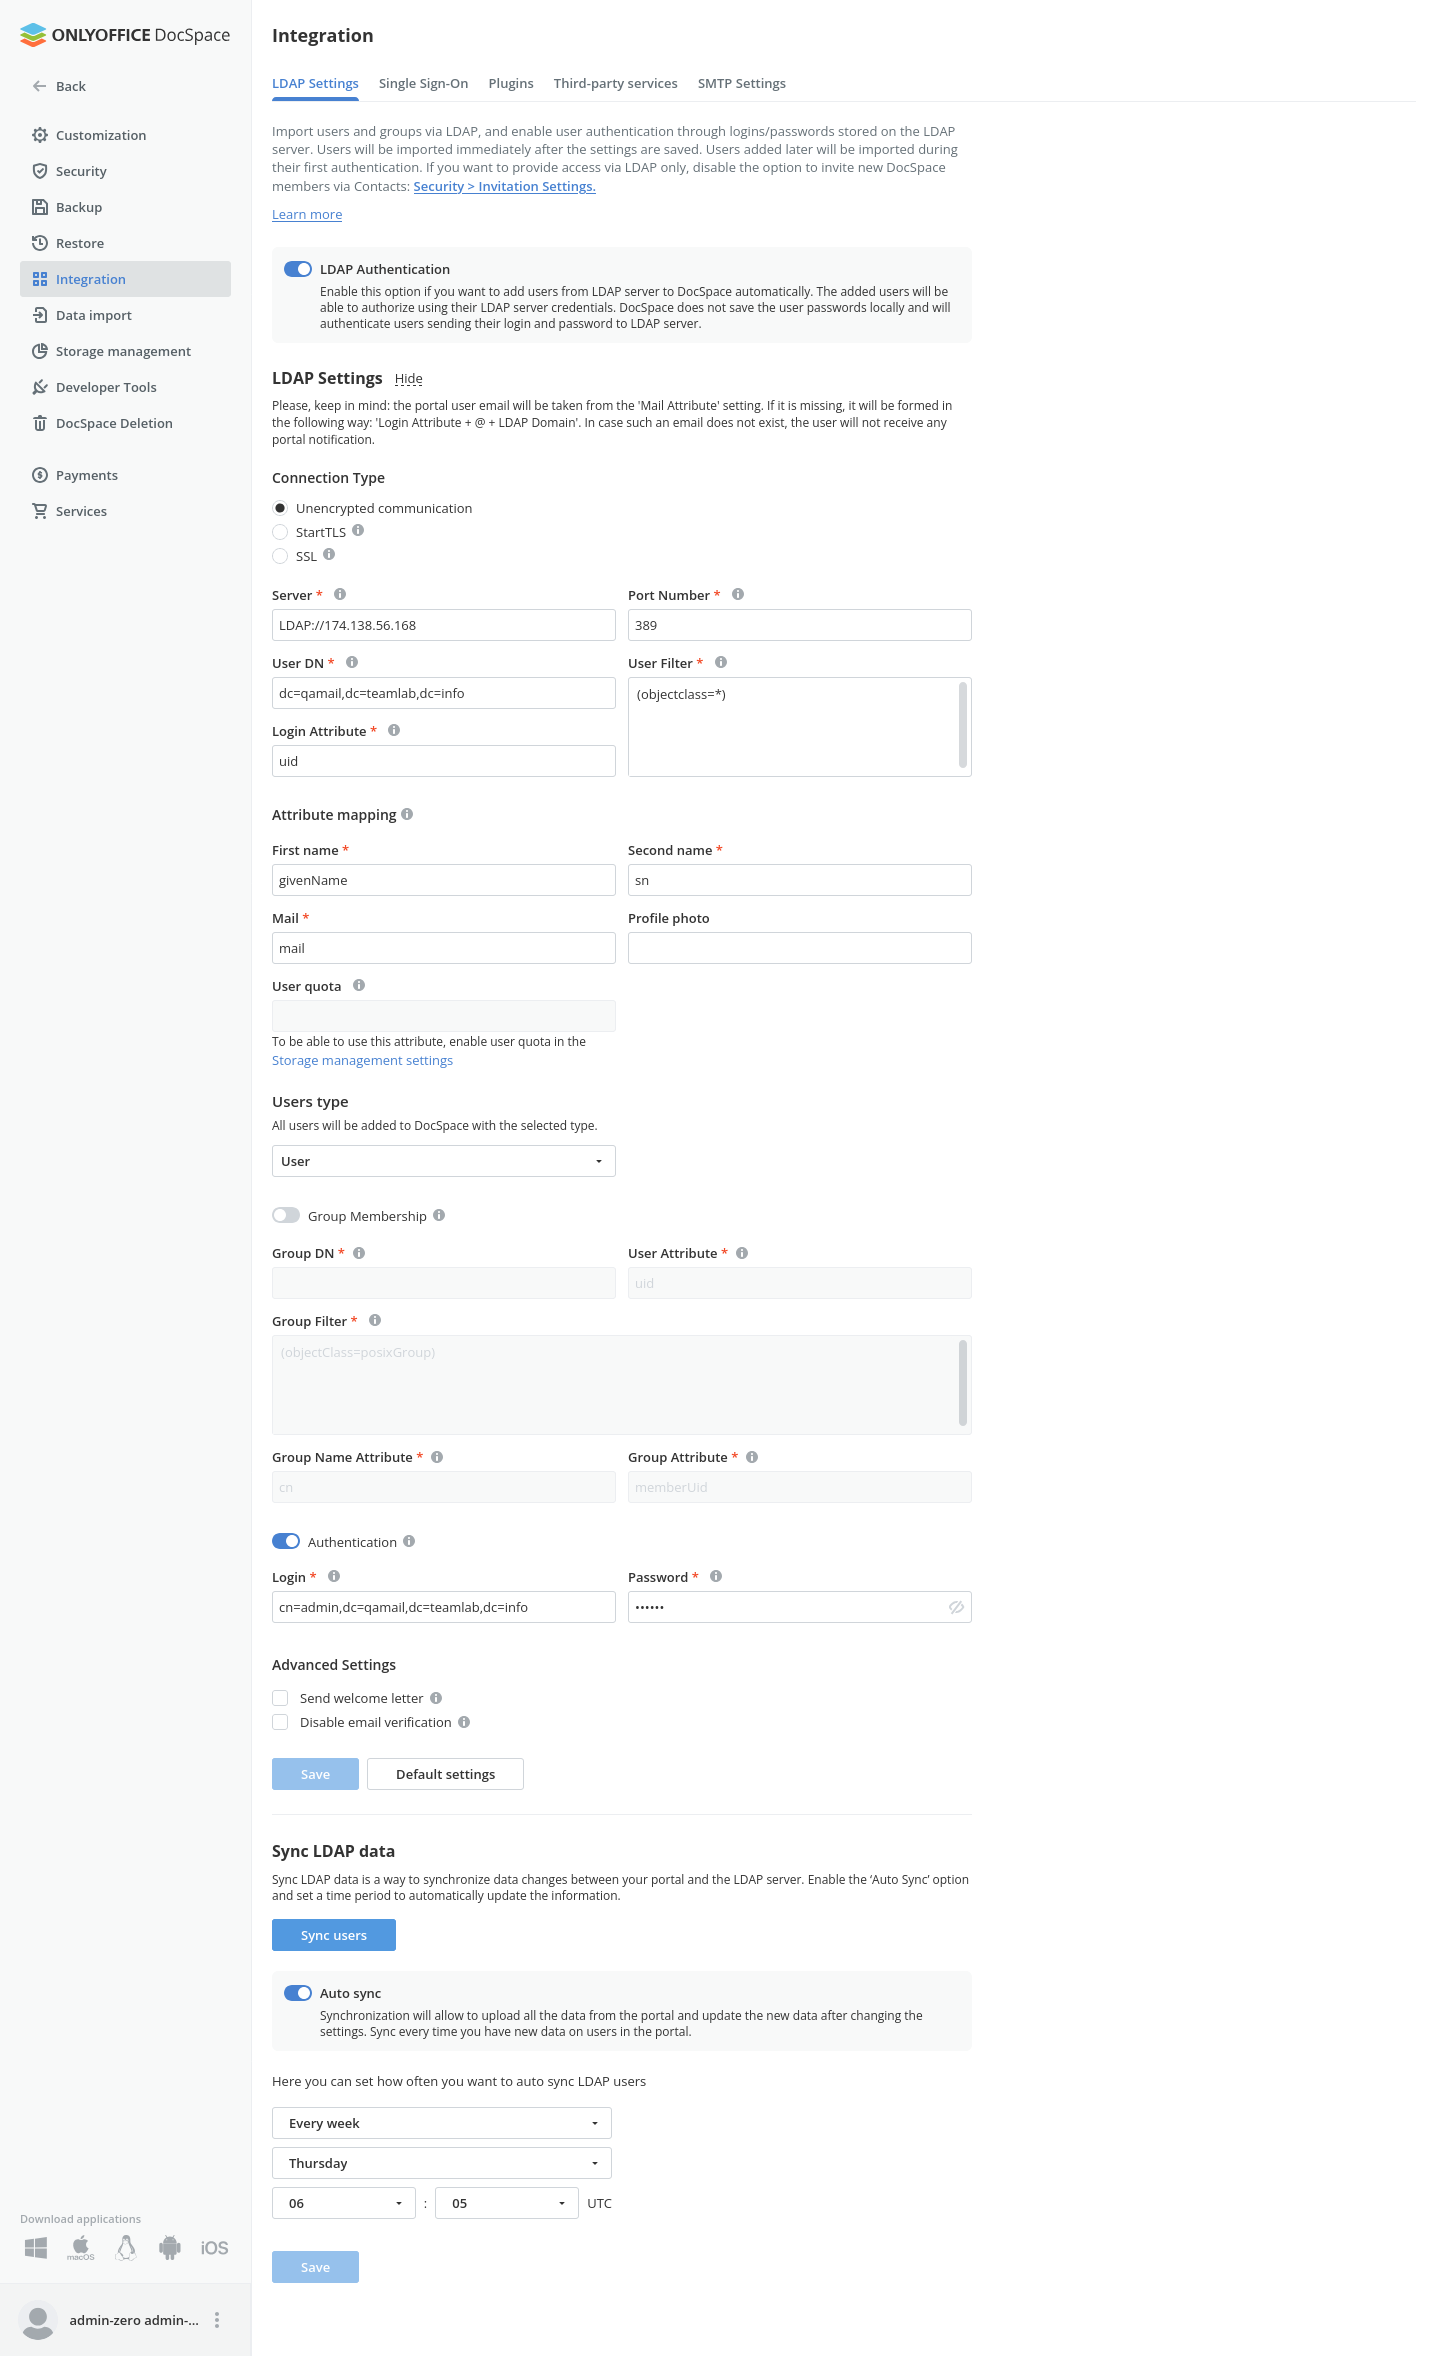 ONLYOFFICE DocSpace
Back
Customization
Security
Backup
Restore
Integration
Data import
Storage management
Developer Tools
DocSpace Deletion
Payments
Services
Download applications
macOS
iOS
admin-zero admin-...
Integration
LDAP Settings Single Sign-On Plugins Third-party services SMTP Settings
Import users and groups via LDAP, and enable user authentication through logins/passwords stored on the LDAP
server. Users will be imported immediately after the settings are saved. Users added later will be imported during
their first authentication. If you want to provide access via LDAP only, disable the option to invite new DocSpace
members via Contacts: Security > Invitation Settings.
Learn more
LDAP Authentication
Enable this option if you want to add users from LDAP server to DocSpace automatically. The added users will be
able to authorize using their LDAP server credentials. DocSpace does not save the user passwords locally and will
authenticate users sending their login and password to LDAP server.
LDAP Settings Hide
Please, keep in mind: the portal user email will be taken from the 'Mail Attribute' setting. If it is missing, it will be formed in
the following way: 'Login Attribute + @ + LDAP Domain'. In case such an email does not exist, the user will not receive any
portal notification.
Connection Type
Unencrypted communication
StartTLS
SSL
Server * Port Number *
LDAP://174.138.56.168 389
User DN * User Filter *
dc=qamail,dc=teamlab,dc=info (objectclass=*)
Login Attribute *
uid
Attribute mapping
First name * Second name *
givenName sn
Mail * Profile photo
mail
User quota
To be able to use this attribute, enable user quota in the
Storage management settings
Users type
All users will be added to DocSpace with the selected type.
User
Group Membership
Group DN * User Attribute *
uid
Group Filter *
(objectClass=posixGroup)
Group Name Attribute * Group Attribute *
cn memberUid
Authentication
Login * Password *
cn=admin,dc=qamail,dc=teamlab,dc=info ••••••
Advanced Settings
Send welcome letter
Disable email verification
Save Default settings
Sync LDAP data
Sync LDAP data is a way to synchronize data changes between your portal and the LDAP server. Enable the ‘Auto Sync’ option
and set a time period to automatically update the information.
Sync users
Auto sync
Synchronization will allow to upload all the data from the portal and update the new data after changing the
settings. Sync every time you have new data on users in the portal.
Here you can set how often you want to auto sync LDAP users
Every week
Thursday
06 : 05 UTC
Save